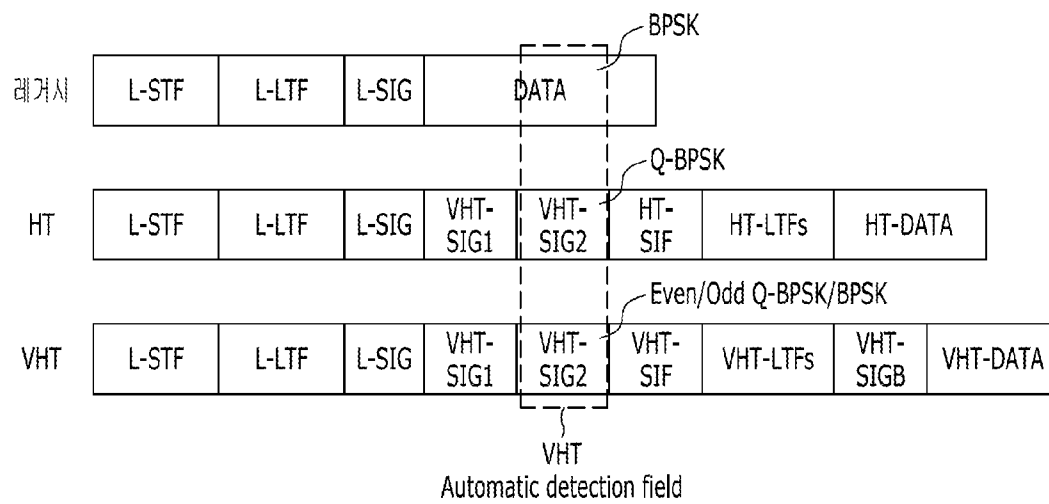 BPSK
레거시 L-STF L-LTF L-SIG DATA
Q-BPSK
HT L-STF L-LTF L-SIG VHT-SIG1 VHT-SIG2 HT-SIF HT-LTFs HT-DATA
Even/Odd Q-BPSK/BPSK
VHT L-STF L-LTF L-SIG VHT-SIG1 VHT-SIG2 VHT-SIF VHT-LTFs VHT-SIGB VHT-DATA
VHT
Automatic detection field